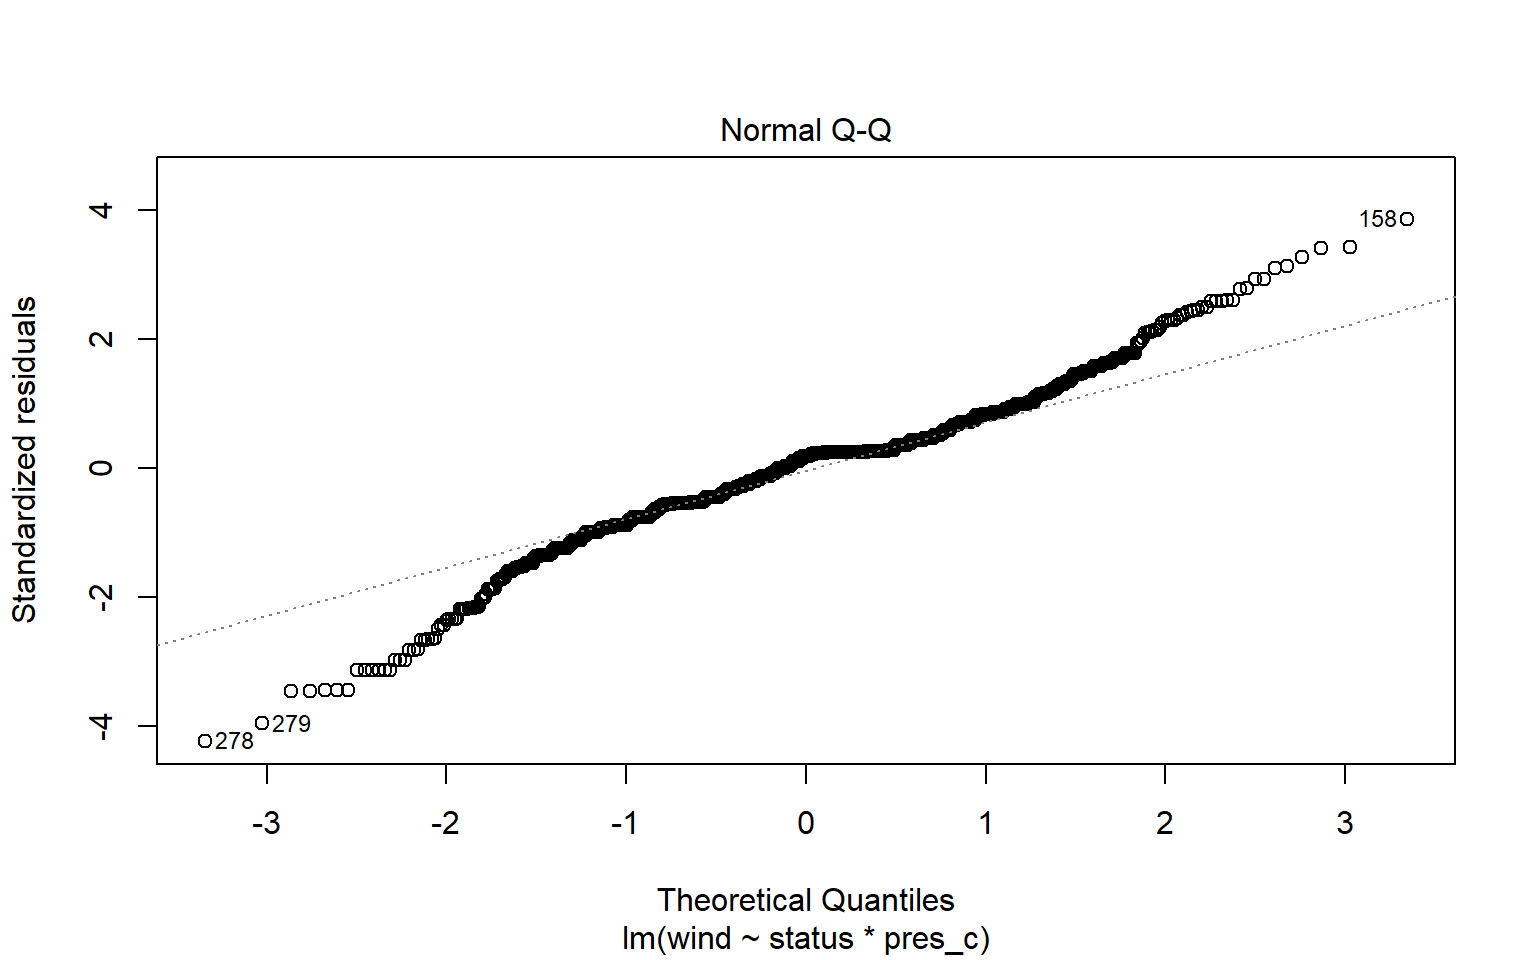 Normal Q-Q
Standardized residuals
4
2
0
-2
-4
158
279
278
-3 -2 -1 0 1 2 3
Theoretical Quantiles
lm(wind ~ status * pres_c)